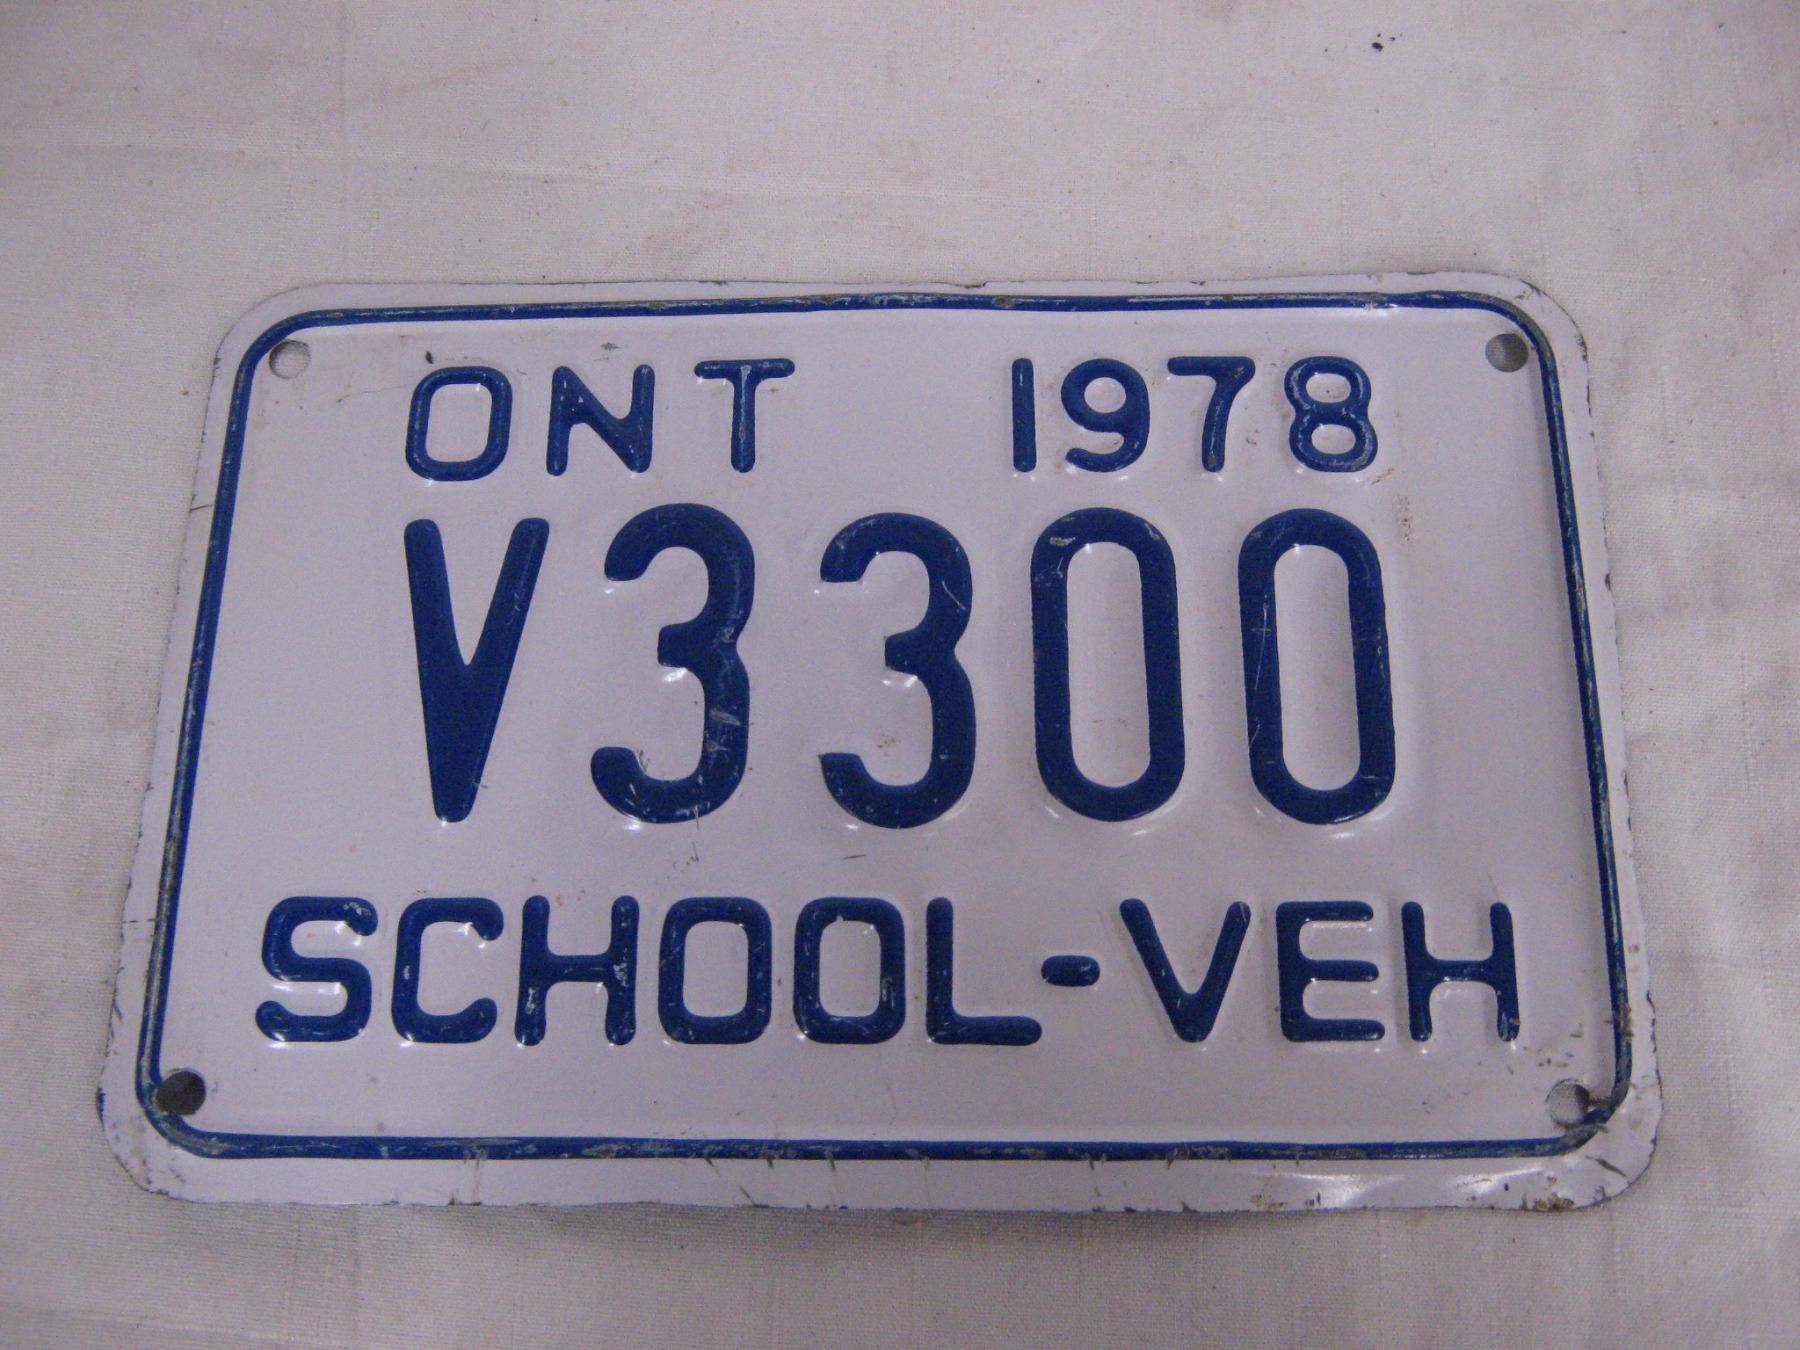 ONT 1978
V3300
SCHOOL-VEH